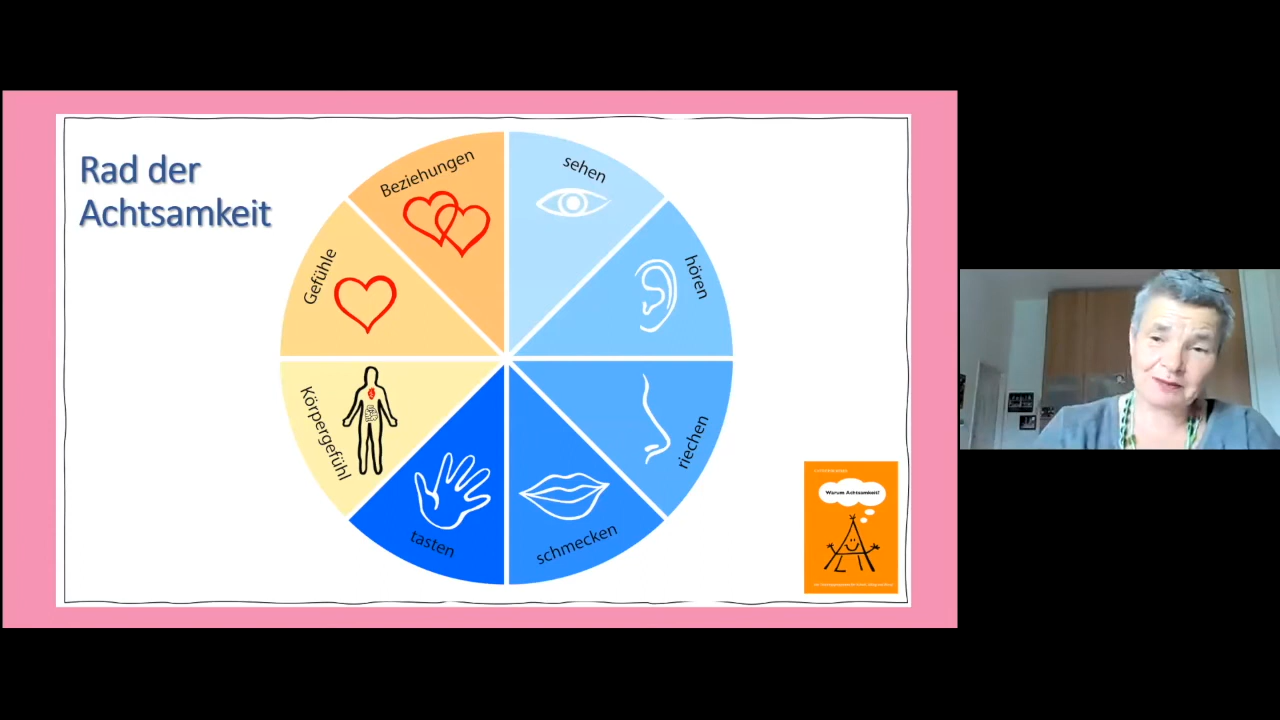 Rad der
Achtsamkeit
Beziehungen
sehen
hören
riechen
schmecken
tasten
Körpergefühl
Gefühle
Warum Achtsamkeit?